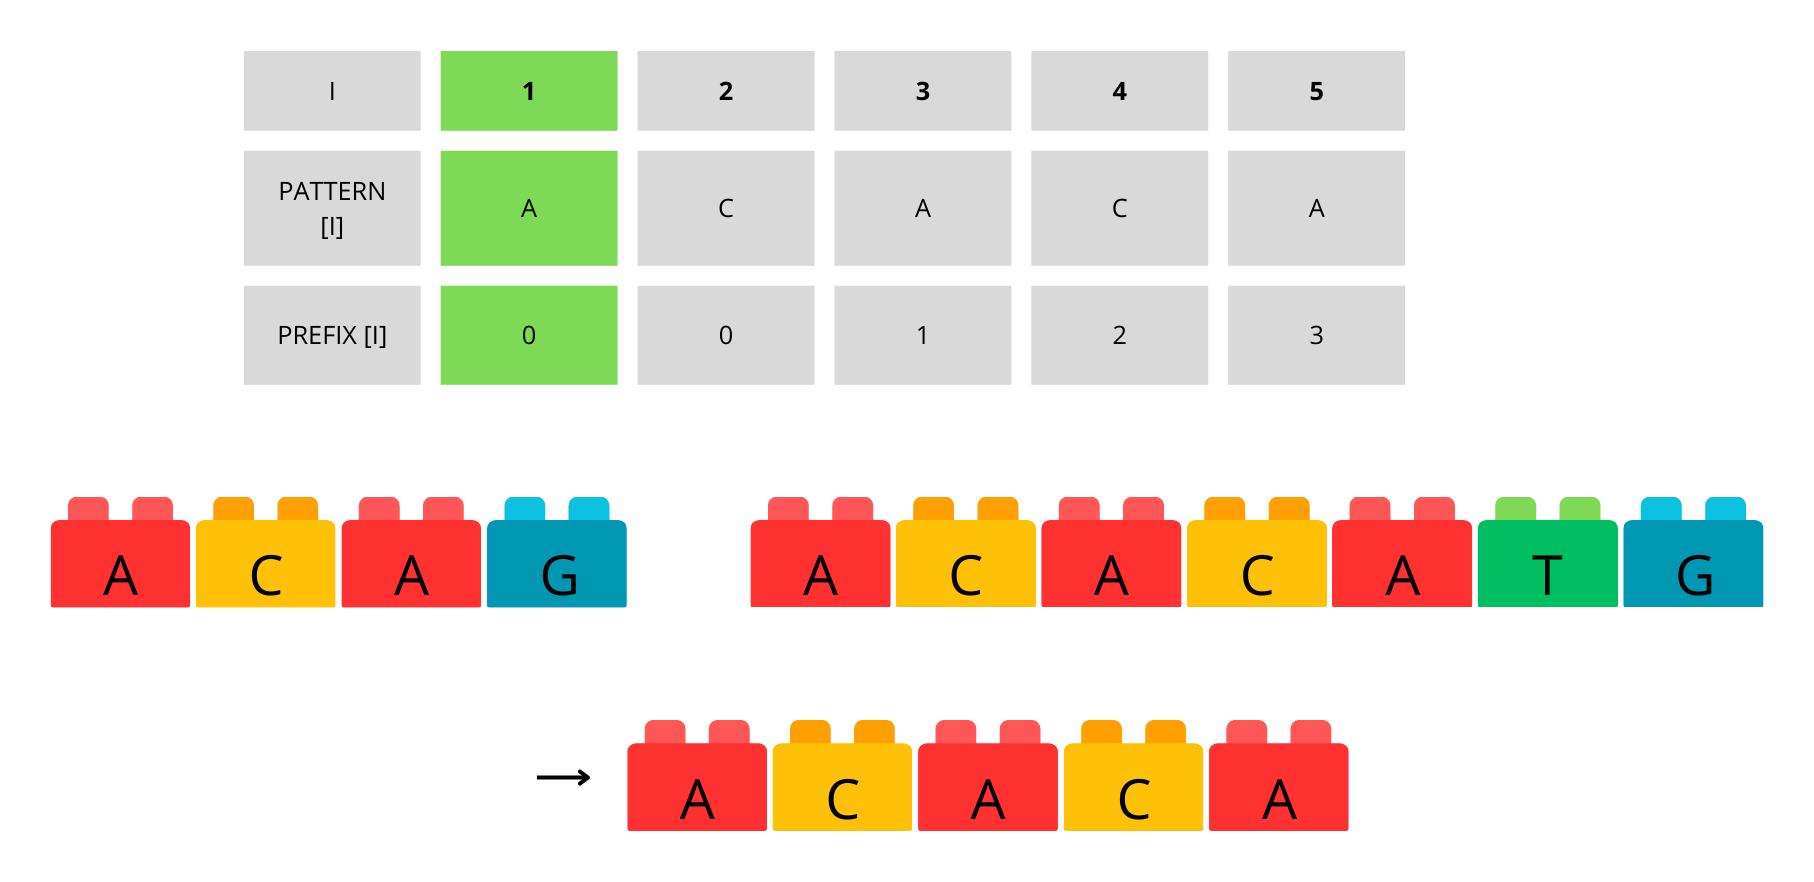 I 1 2 3 4 5
PATTERN
[I] A C A C A
PREFIX [I] 0 0 1 2 3
A C A G A C A C A T G
A C A C A